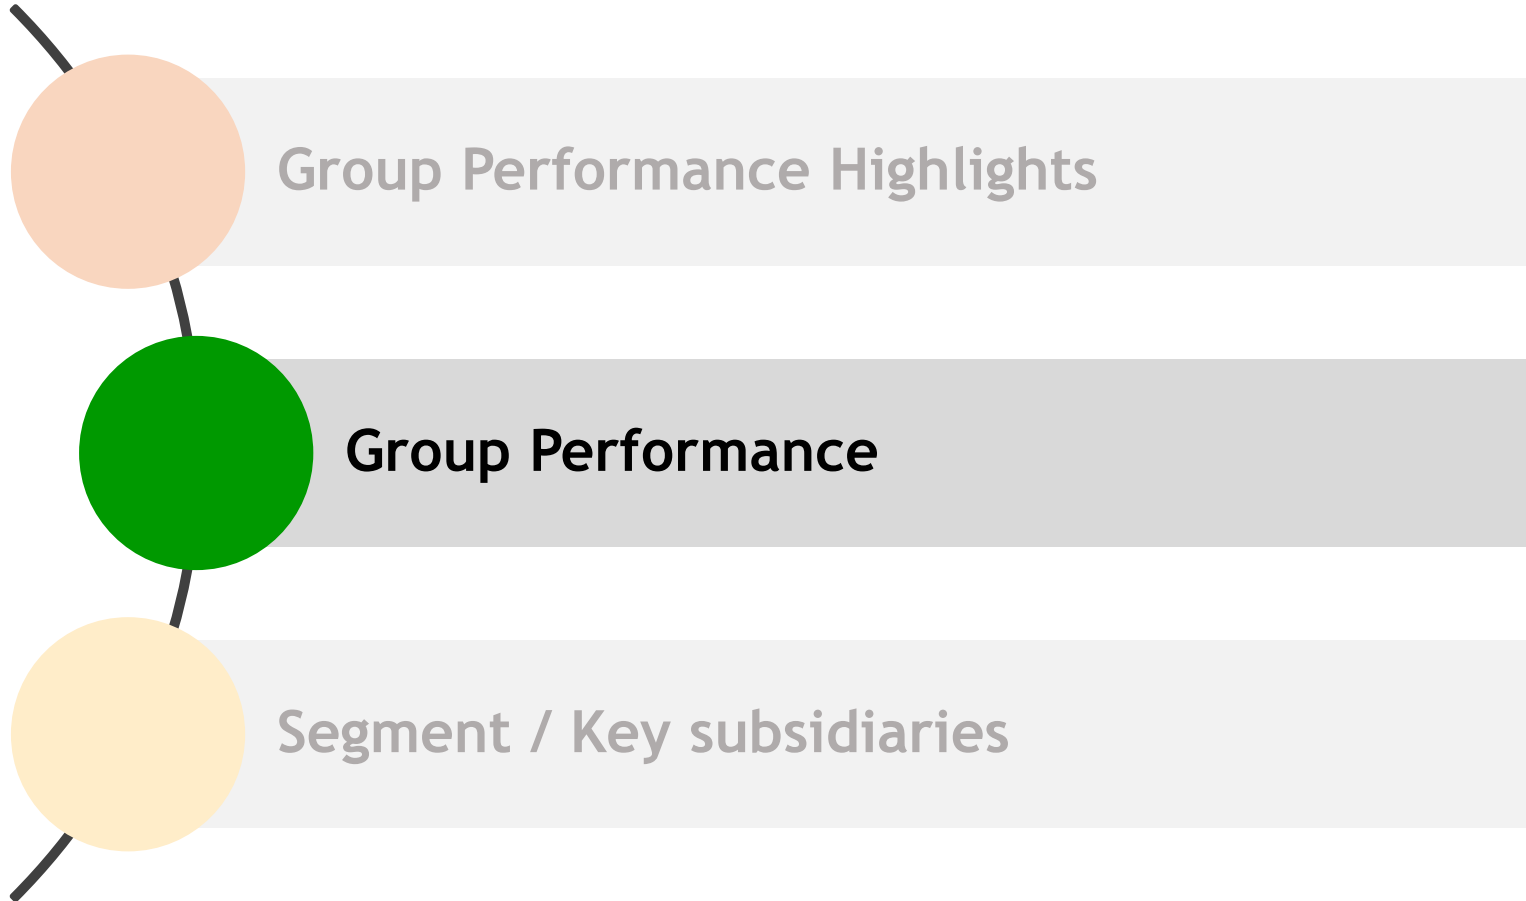 Group Performance Highlights
Group Performance
Segment / Key subsidiaries